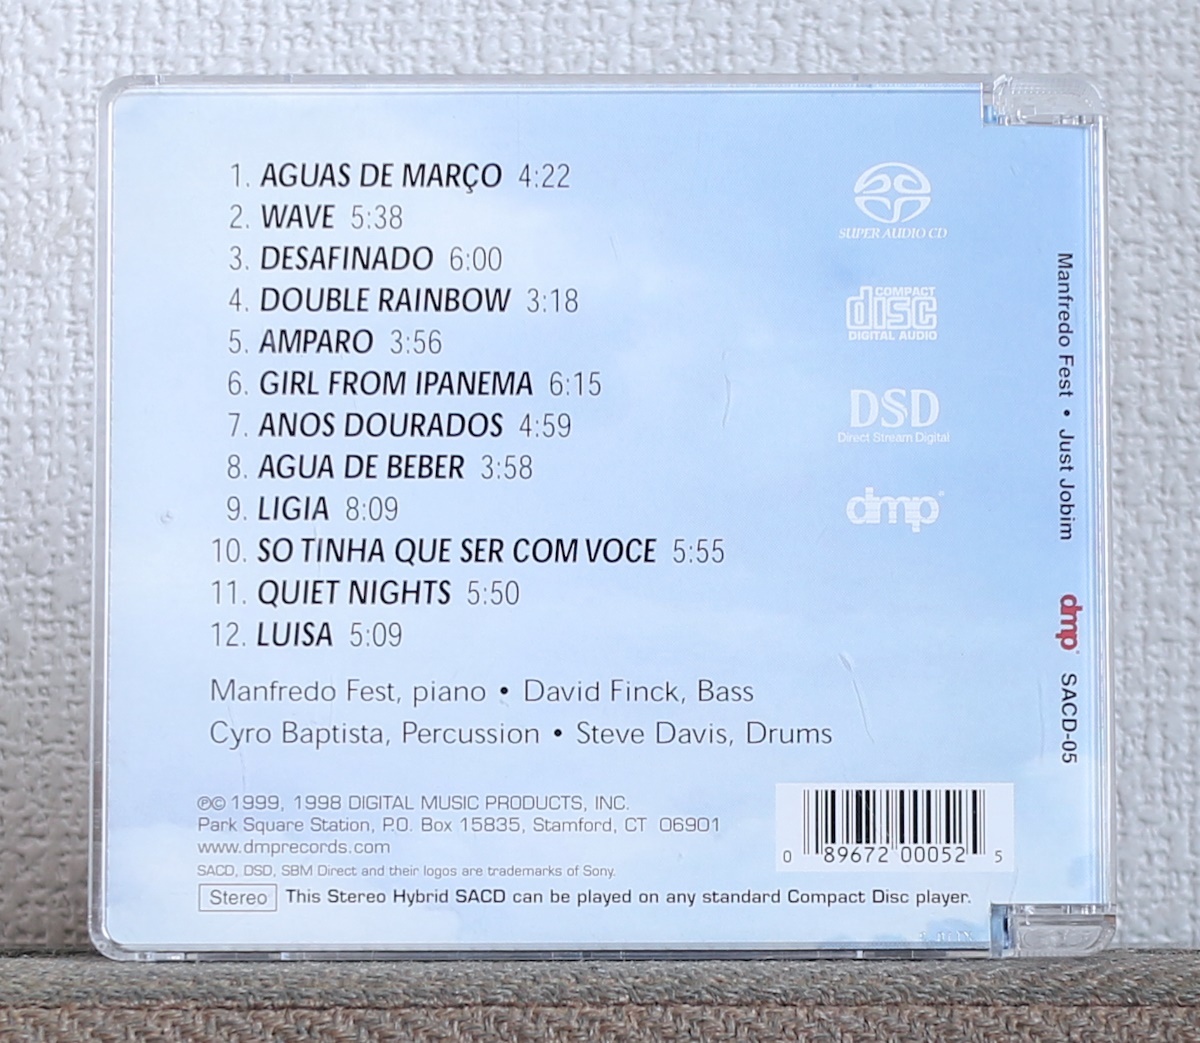 1. AGUAS DE MARÇO 4:22
2. WAVE 5:38
3. DESAFINADO 6:00
4. DOUBLE RAINBOW 3:18
5. AMPARO 3:56
6. GIRL FROM IPANEMA 6:15
7. ANOS DOURADOS 4:59
8. AGUA DE BEBER 3:58
9. LIGIA 8:09
10. SO TINHA QUE SER COM VOCE 5:55
11. QUIET NIGHTS 5:50
12. LUISA 5:09
Manfredo Fest, piano • David Finck, Bass
Cyro Baptista, Percussion • Steve Davis, Drums
℗© 1999, 1998 DIGITAL MUSIC PRODUCTS, INC.
Park Square Station, P.O. Box 15835, Stamford, CT 06901
www.dmprecords.com
SACD, DSD, SBM Direct and their logos are trademarks of Sony.
Stereo This Stereo Hybrid SACD can be played on any standard Compact Disc player.
SUPER AUDIO CD
COMPACT
disc
DIGITAL AUDIO
DSD
Direct Stream Digital
dmp
0 89672 00052 5
Manfredo Fest • Just Jobim dmp SACD-05